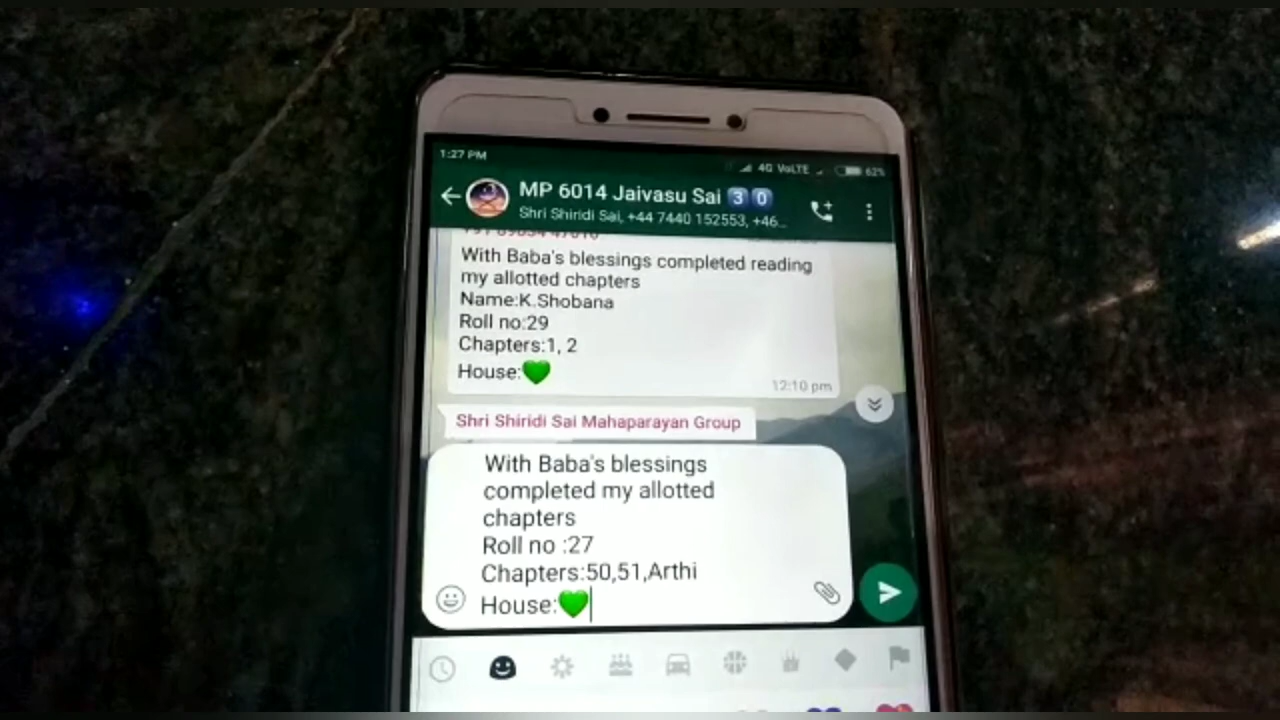 1:27 PM
4G VoLTE 62%
MP 6014 Jaivasu Sai 3 0
Shri Shiridi Sai, +44 7440 152553, +46...
With Baba's blessings completed reading
my allotted chapters
Name:K.Shobana
Roll no:29
Chapters:1, 2
House:💚
12:10 pm
Shri Shiridi Sai Mahaparayan Group
With Baba's blessings
completed my allotted
chapters
Roll no :27
Chapters:50,51,Arthi
House:💚